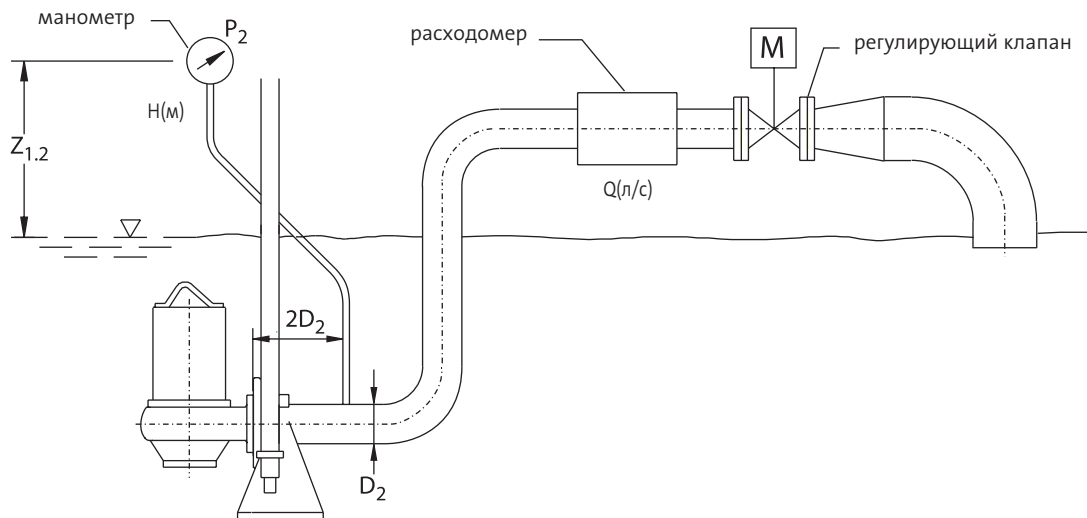 манометр
P2
расходомер
M
регулирующий клапан
H(м)
Z1.2
Q(л/с)
2D2
D2